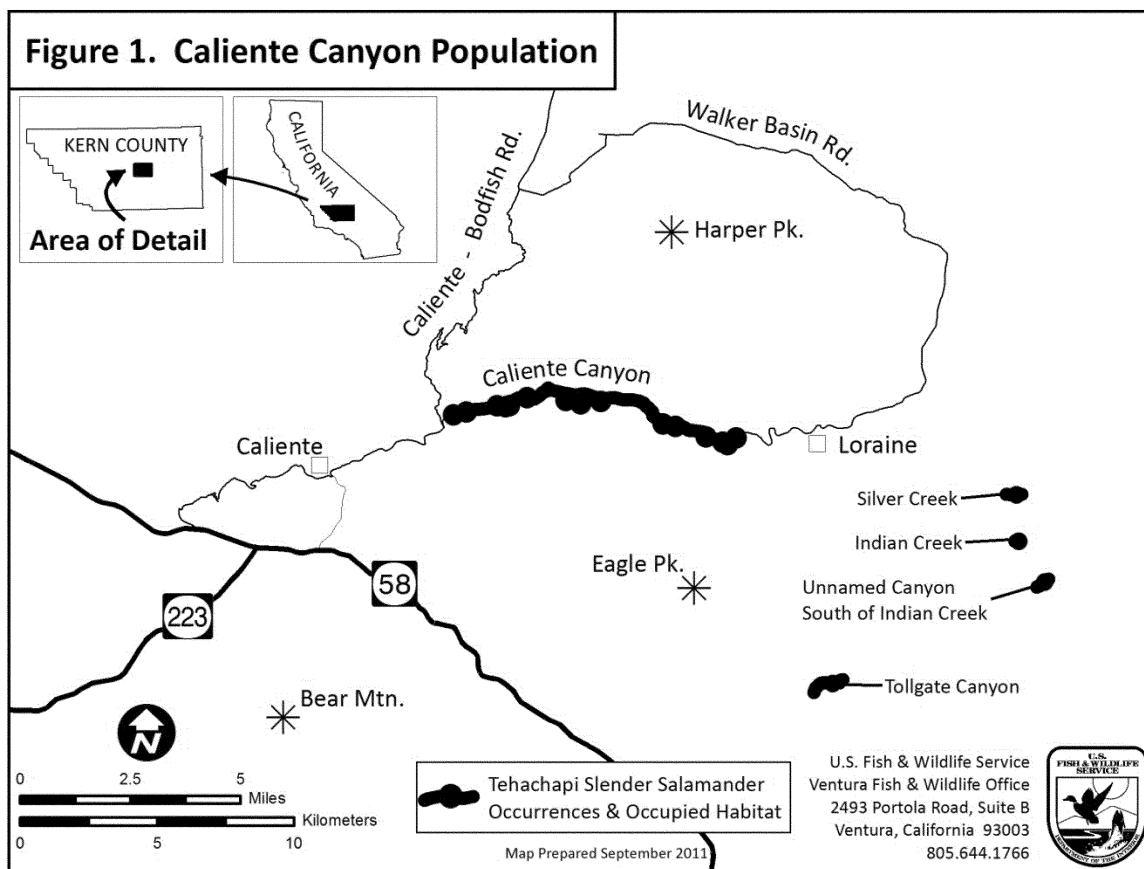 Figure 1. Caliente Canyon Population
KERN COUNTY
Area of Detail
CALIFORNIA
Caliente - Bodfish Rd.
Walker Basin Rd.
Harper Pk.
Caliente Canyon
Caliente
Loraine
Silver Creek
Indian Creek
Eagle Pk.
Unnamed Canyon
South of Indian Creek
58
223
Tollgate Canyon
Bear Mtn.
N
0 2.5 5
Miles
Kilometers
0 5 10
Tehachapi Slender Salamander
Occurrences & Occupied Habitat
Map Prepared September 2011
U.S. Fish & Wildlife Service
Ventura Fish & Wildlife Office
2493 Portola Road, Suite B
Ventura, California 93003
805.644.1766
U.S.
FISH & WILDLIFE
SERVICE
DEPARTMENT OF THE INTERIOR